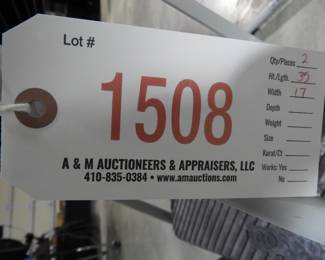 Lot #
1508
A & M AUCTIONEERS & APPRAISERS, LLC
410-835-0384 • www.amauctions.com
Qty/Pieces 2
Ht./Lgth 39
Width 17
Depth
Weight
Size
Karat/Ct
Works: Yes
No